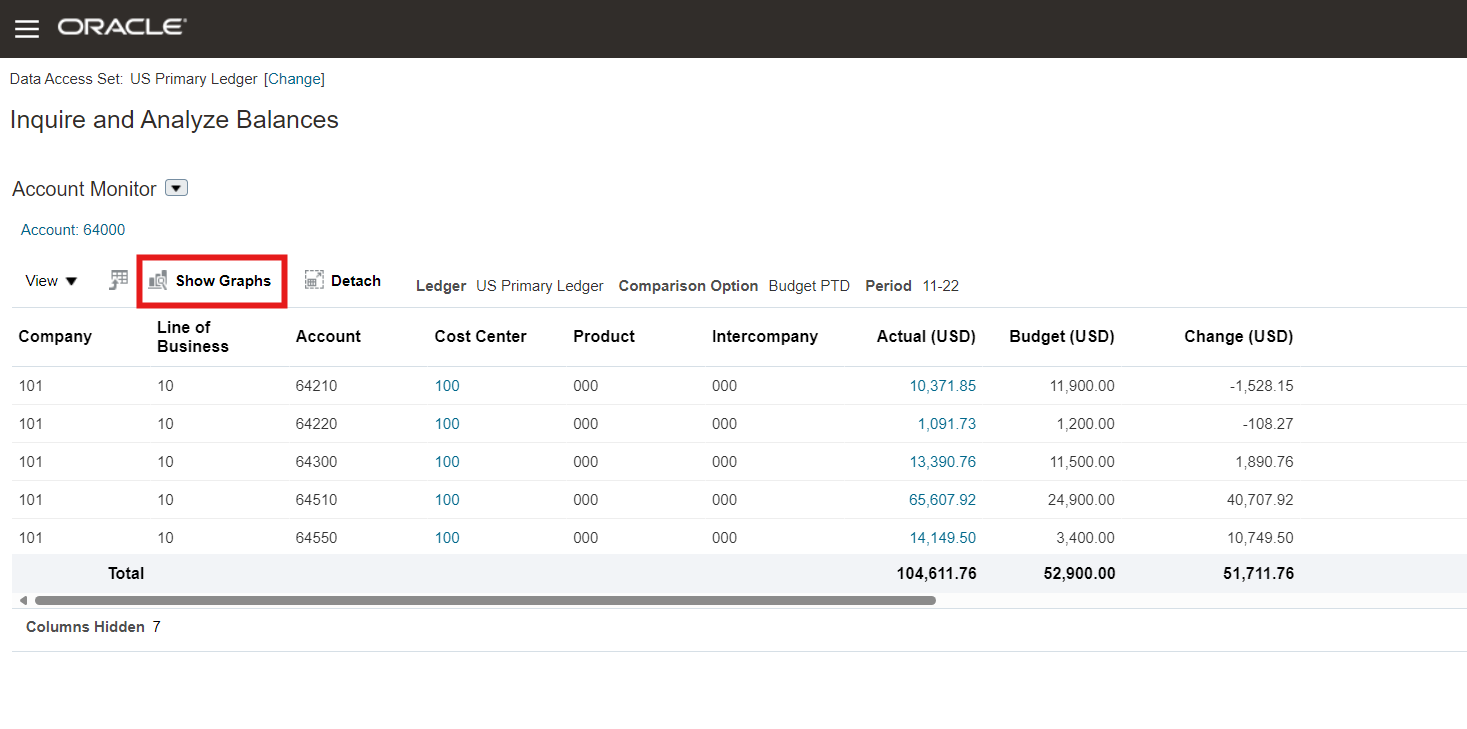 ORACLE
Data Access Set: US Primary Ledger [Change]
Inquire and Analyze Balances
Account Monitor
Account: 64000
View Show Graphs Detach Ledger US Primary Ledger Comparison Option Budget PTD Period 11-22
Company Line of Business Account Cost Center Product Intercompany Actual (USD) Budget (USD) Change (USD)
101 10 64210 100 000 000 10,371.85 11,900.00 -1,528.15
101 10 64220 100 000 000 1,091.73 1,200.00 -108.27
101 10 64300 100 000 000 13,390.76 11,500.00 1,890.76
101 10 64510 100 000 000 65,607.92 24,900.00 40,707.92
101 10 64550 100 000 000 14,149.50 3,400.00 10,749.50
Total 104,611.76 52,900.00 51,711.76
Columns Hidden 7